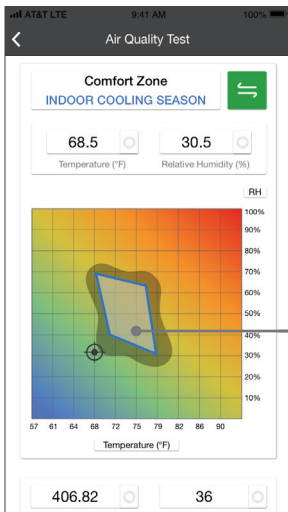 AT&T LTE 9:41 AM 100%
Air Quality Test
Comfort Zone
INDOOR COOLING SEASON
68.5 30.5
Temperature (°F) Relative Humidity (%)
RH
100%
90%
80%
70%
60%
50%
40%
30%
20%
10%
57 61 64 68 72 75 79 82 86 90
Temperature (°F)
406.82 36